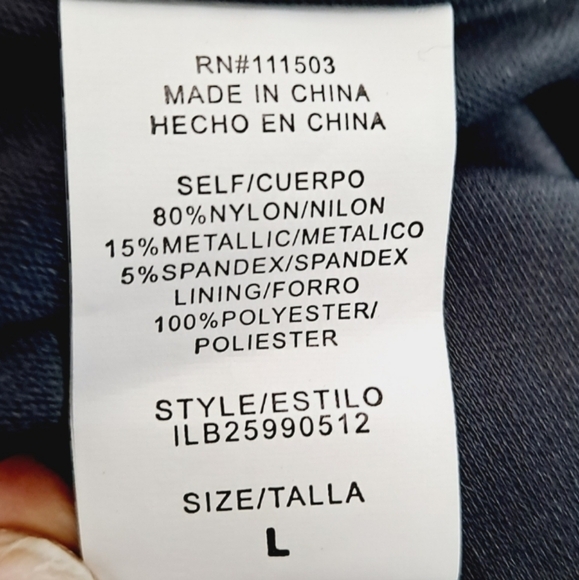 RN#111503
MADE IN CHINA
HECHO EN CHINA
SELF/CUERPO
80%NYLON/NILON
15%METALLIC/METALICO
5%SPANDEX/SPANDEX
LINING/FORRO
100%POLYESTER/
POLIESTER
STYLE/ESTILO
ILB25990512
SIZE/TALLA
L